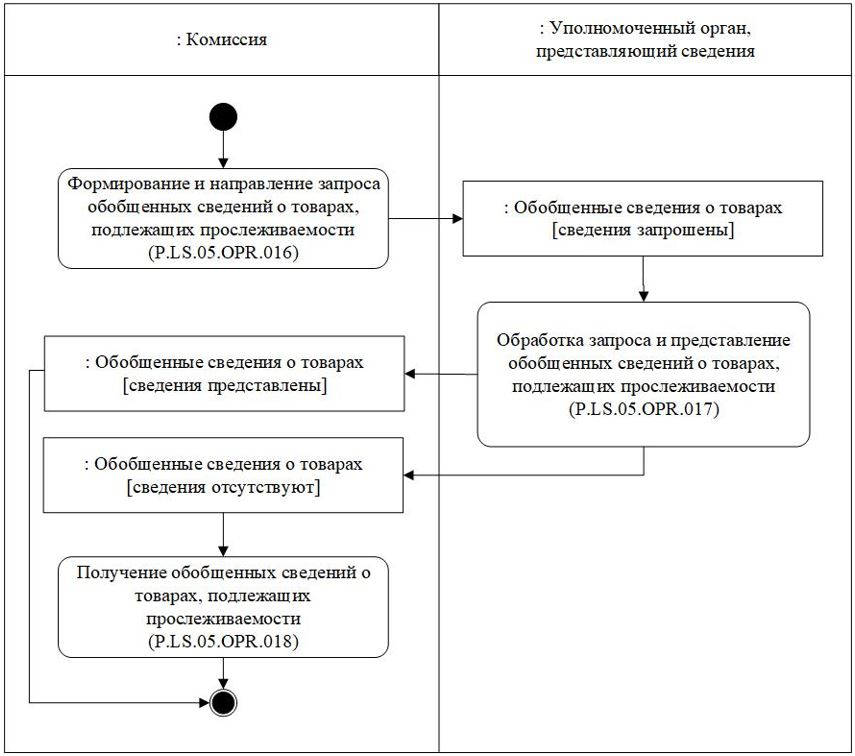 : Комиссия
: Уполномоченный орган,
представляющий сведения
Формирование и направление запроса
обобщенных сведений о товарах,
подлежащих прослеживаемости
(P.LS.05.OPR.016)
: Обобщенные сведения о товарах
[сведения запрошены]
Обработка запроса и представление
обобщенных сведений о товарах,
подлежащих прослеживаемости
(P.LS.05.OPR.017)
: Обобщенные сведения о товарах
[сведения представлены]
: Обобщенные сведения о товарах
[сведения отсутствуют]
Получение обобщенных сведений о
товарах, подлежащих
прослеживаемости
(P.LS.05.OPR.018)